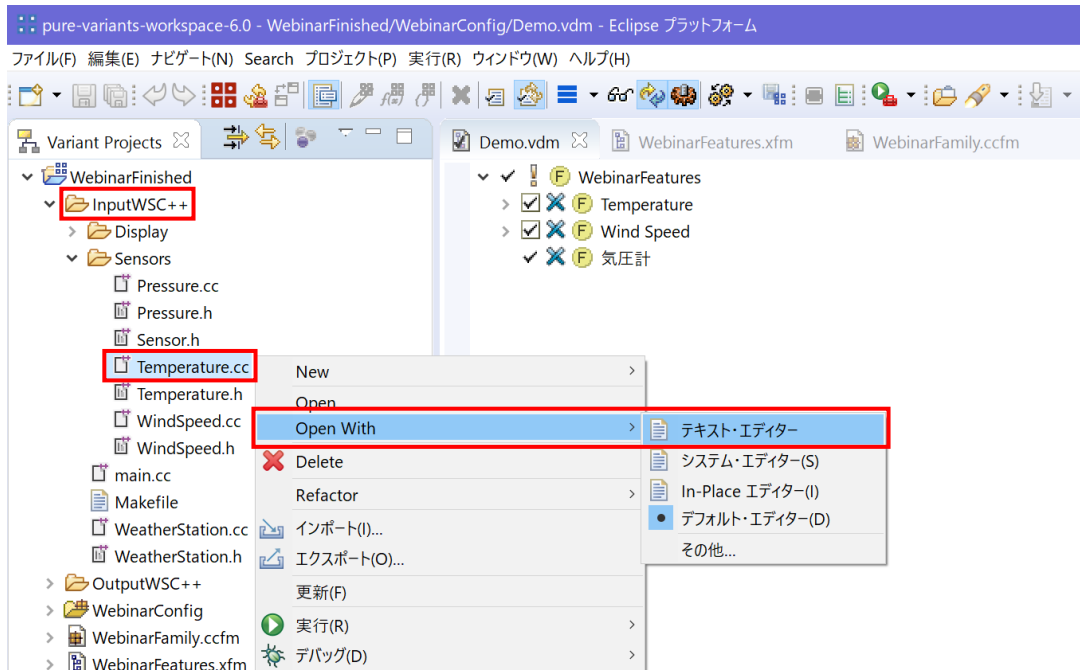 pure-variants-workspace-6.0 - WebinarFinished/WebinarConfig/Demo.vdm - Eclipse プラットフォーム
ファイル(F) 編集(E) ナビゲート(N) Search プロジェクト(P) 実行(R) ウィンドウ(W) ヘルプ(H)
Variant Projects
Demo.vdm WebinarFeatures.xfm WebinarFamily.ccfm
WebinarFinished
InputWSC++
Display
Sensors
Pressure.cc
Pressure.h
Sensor.h
Temperature.cc
Temperature.h
WindSpeed.cc
WindSpeed.h
main.cc
Makefile
WeatherStation.cc
WeatherStation.h
OutputWSC++
WebinarConfig
WebinarFamily.ccfm
WebinarFeatures.xfm
F WebinarFeatures
F Temperature
F Wind Speed
F 気圧計
New
Open
Open With
Delete
Refactor
インポート(I)...
エクスポート(O)...
更新(F)
実行(R)
デバッグ(D)
テキスト・エディター
システム・エディター(S)
In-Place エディター(I)
デフォルト・エディター(D)
その他...